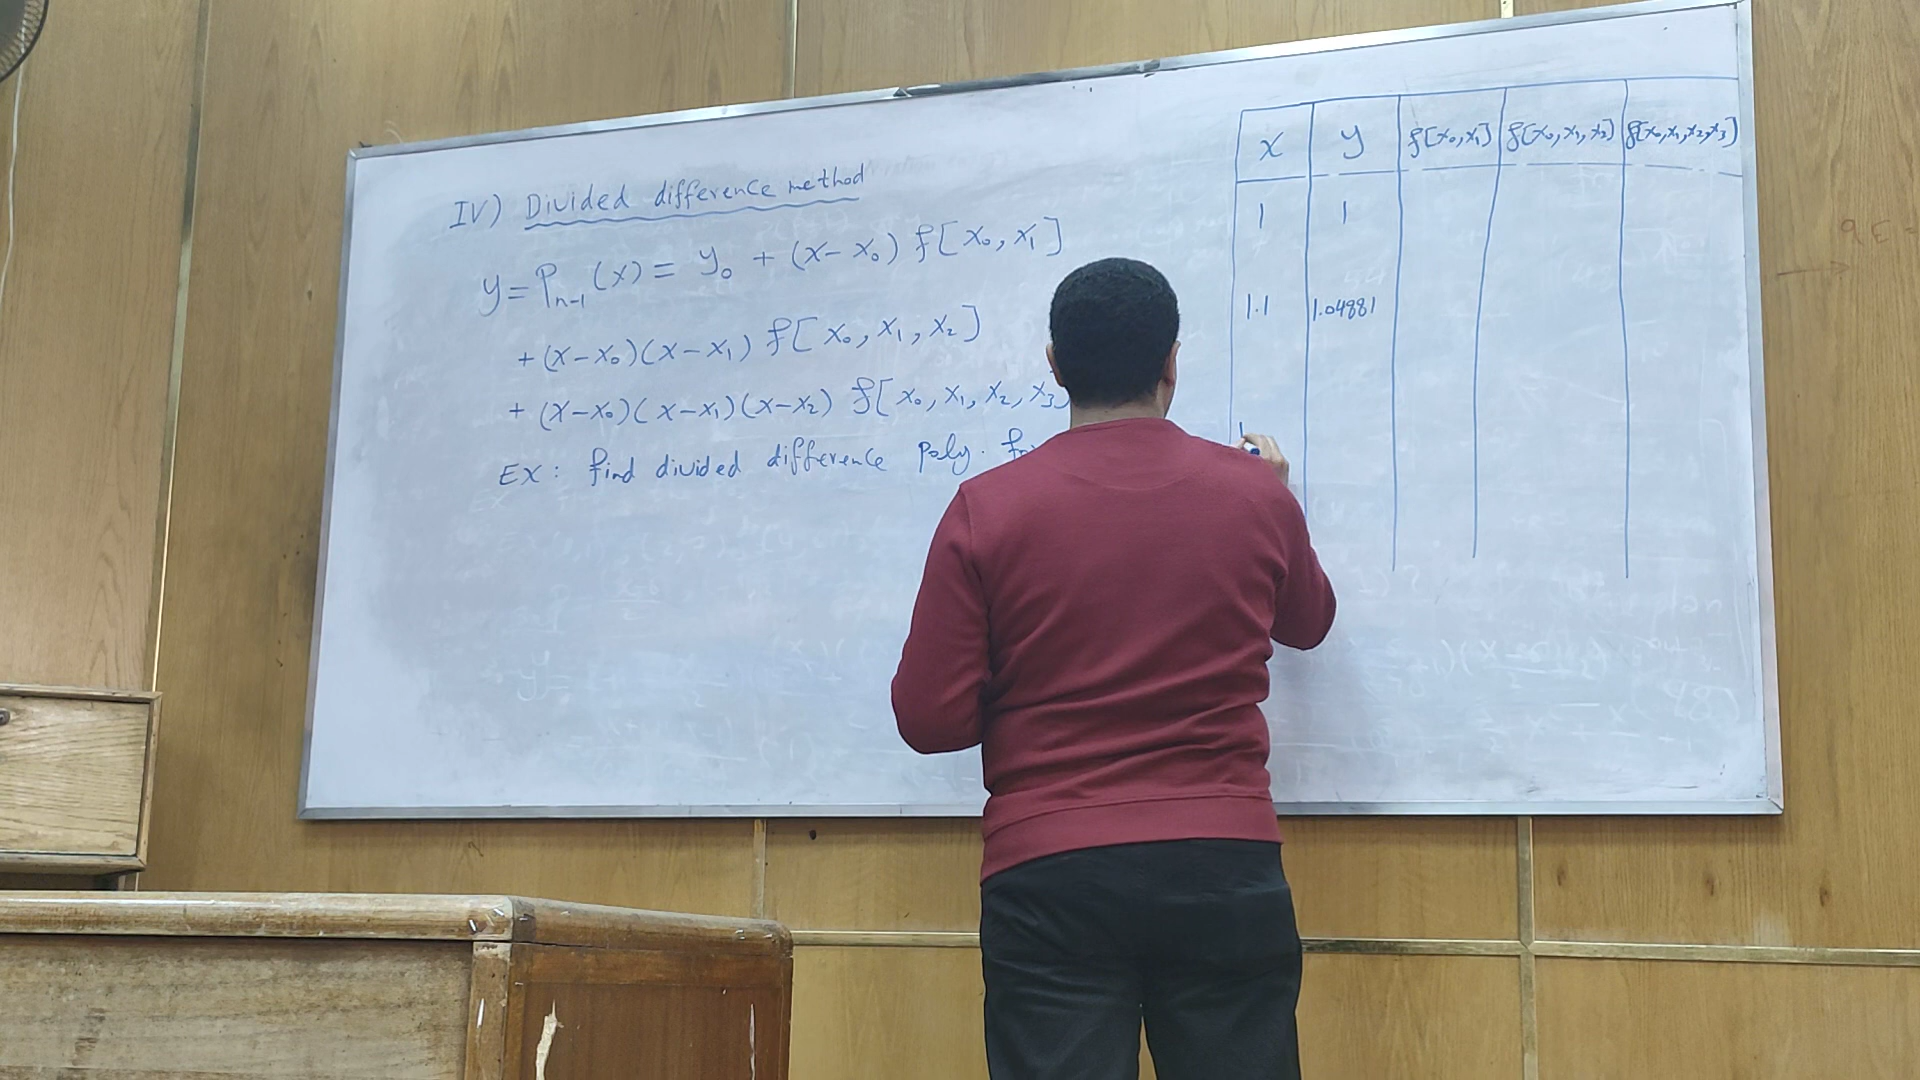 IV) Divided difference method
y = P_{n-1}(x) = y₀ + (x - x₀) f[x₀, x₁]
+ (x - x₀)(x - x₁) f[x₀, x₁, x₂]
+ (x - x₀)(x - x₁)(x - x₂) f[x₀, x₁, x₂, x₃
EX : find divided difference poly.
x y f[x₀, x₁] f[x₀, x₁, x₂] f[x₀, x₁, x₂, x₃]
1 1
1.1 1.04881